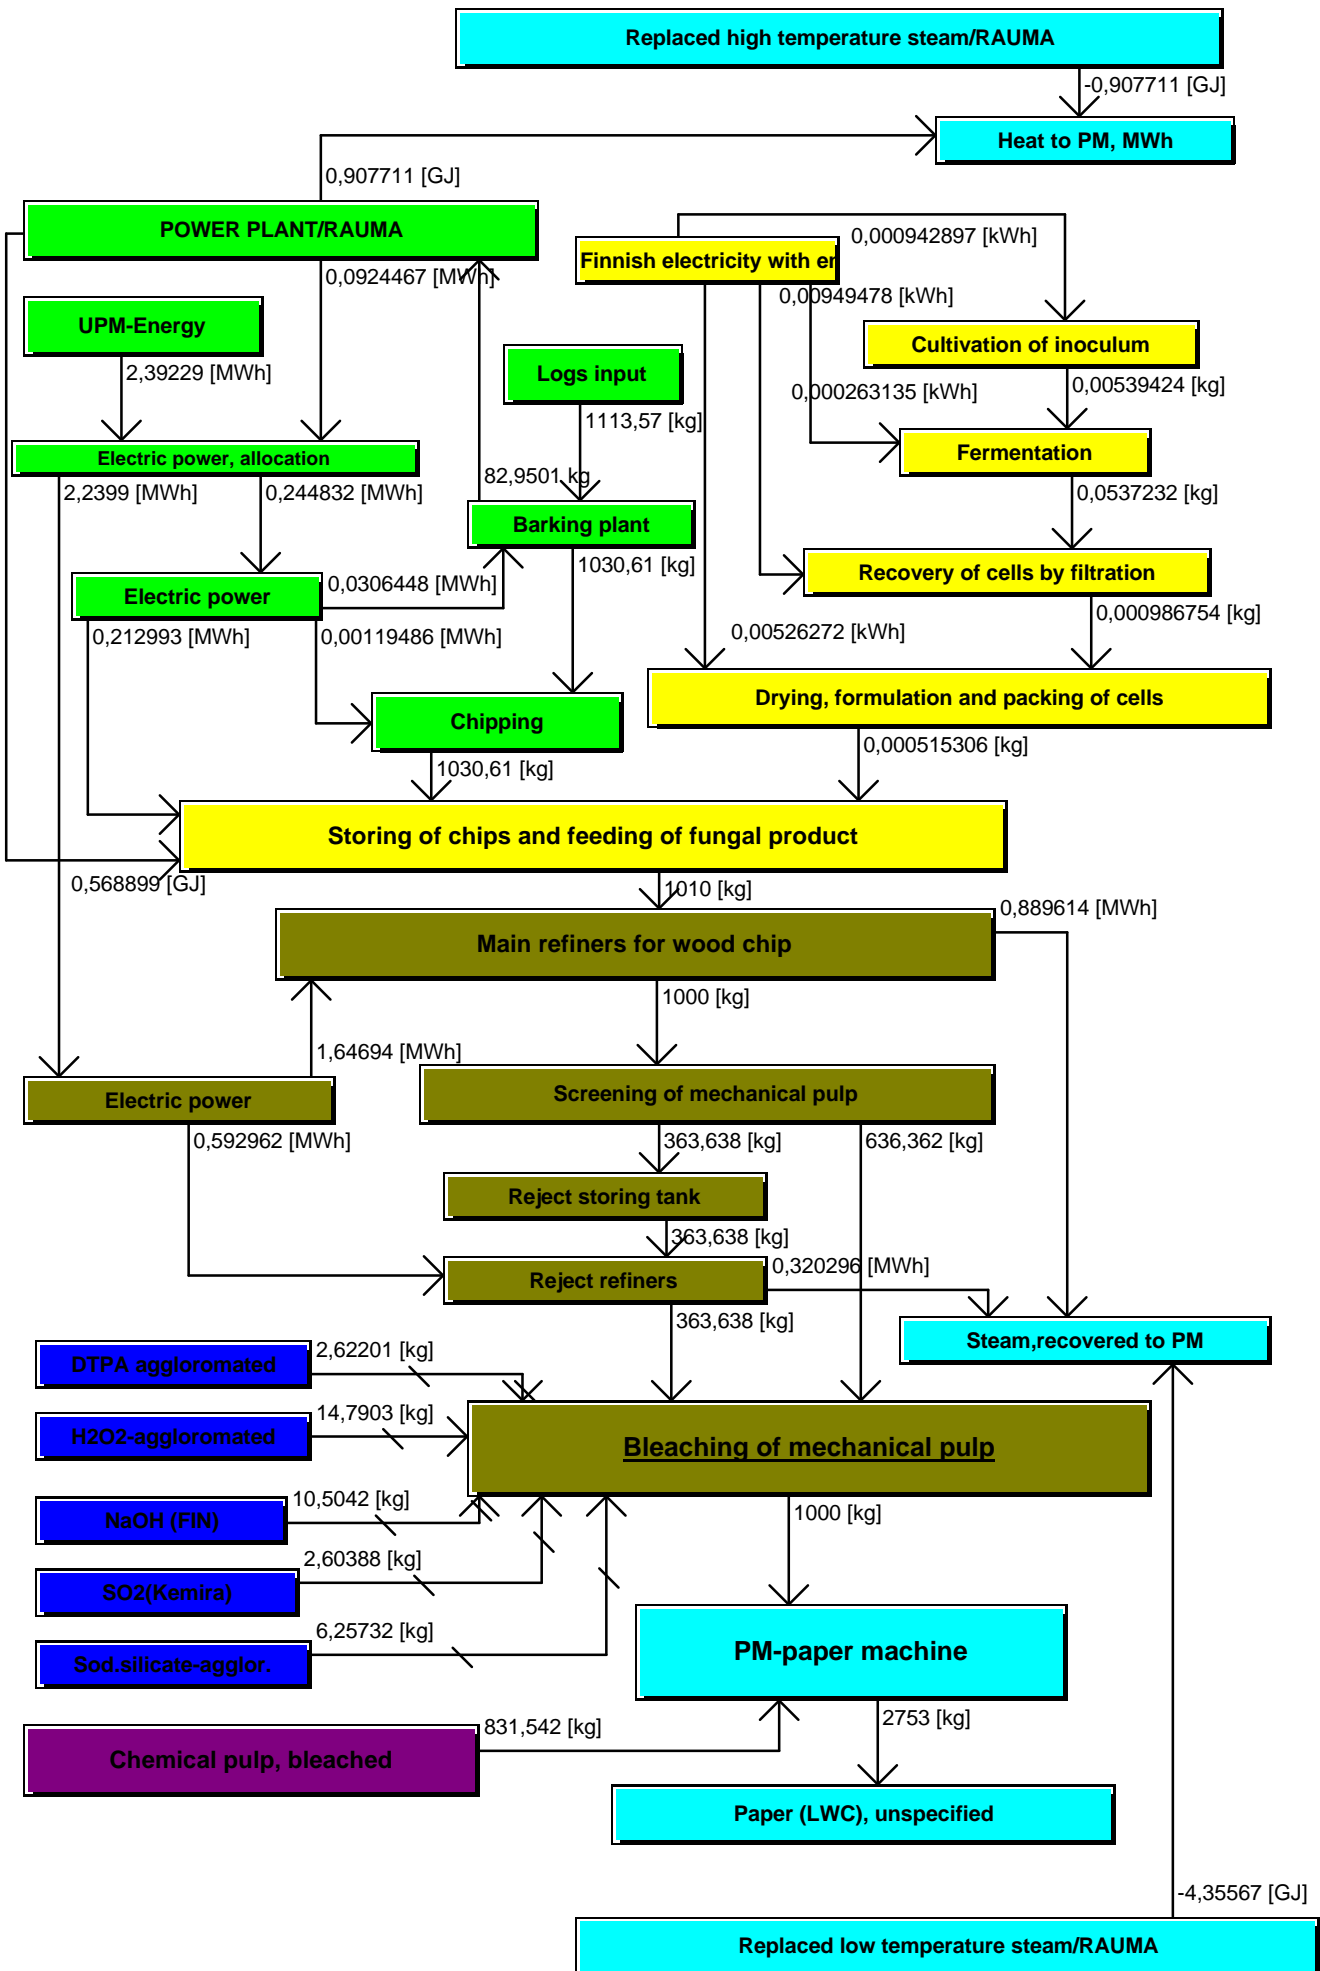 Replaced high temperature steam/RAUMA
-0,907711 [GJ]
Heat to PM, MWh
0,907711 [GJ]
POWER PLANT/RAUMA
0,000942897 [kWh]
Finnish electricity with en
0,0924467 [MWh]
0,00949478 [kWh]
UPM-Energy
Cultivation of inoculum
2,39229 [MWh]
Logs input
0,00539424 [kg]
0,000263135 [kWh]
1113,57 [kg]
Fermentation
Electric power, allocation
82,9501 kg
2,2399 [MWh]
0,244832 [MWh]
0,0537232 [kg]
Barking plant
1030,61 [kg]
Recovery of cells by filtration
Electric power
0,0306448 [MWh]
0,000986754 [kg]
0,212993 [MWh]
0,00119486 [MWh]
0,00526272 [kWh]
Drying, formulation and packing of cells
Chipping
0,000515306 [kg]
1030,61 [kg]
Storing of chips and feeding of fungal product
0,568899 [GJ]
1010 [kg]
0,889614 [MWh]
Main refiners for wood chip
1000 [kg]
1,64694 [MWh]
Electric power
Screening of mechanical pulp
0,592962 [MWh]
363,638 [kg]
636,362 [kg]
Reject storing tank
363,638 [kg]
0,320296 [MWh]
Reject refiners
363,638 [kg]
Steam,recovered to PM
DTPA aggloromated
2,62201 [kg]
H2O2-aggloromated
14,7903 [kg]
Bleaching of mechanical pulp
NaOH (FIN)
10,5042 [kg]
1000 [kg]
SO2(Kemira)
2,60388 [kg]
Sod.silicate-agglor.
6,25732 [kg]
PM-paper machine
Chemical pulp, bleached
831,542 [kg]
2753 [kg]
Paper (LWC), unspecified
-4,35567 [GJ]
Replaced low temperature steam/RAUMA